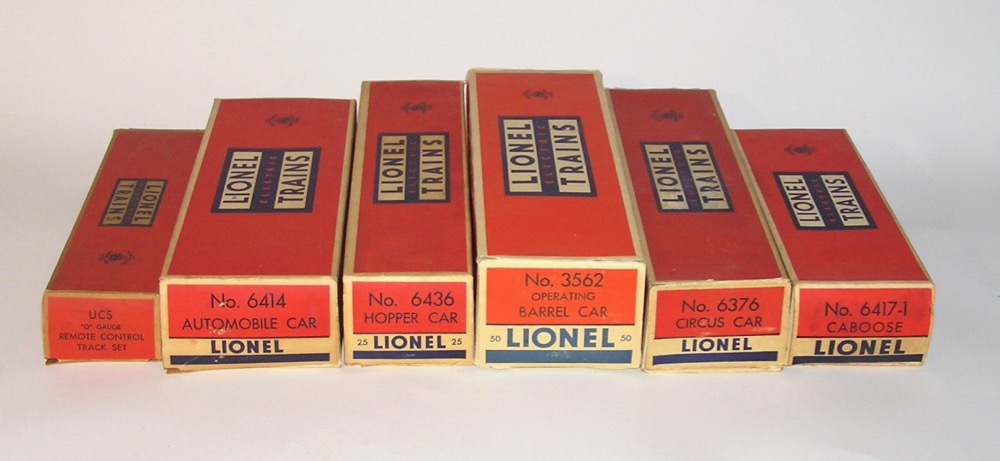 LIONEL
TRAINS
UCS
"O" GAUGE
REMOTE CONTROL
TRACK SET
LIONEL
ELECTRIC
TRAINS
No. 6414
AUTOMOBILE CAR
LIONEL
LIONEL
ELECTRIC
TRAINS
No. 6436
HOPPER CAR
25 LIONEL 25
LIONEL
ELECTRIC
TRAINS
No. 3562
OPERATING
BARREL CAR
50 LIONEL 50
LIONEL
ELECTRIC
TRAINS
No. 6376
CIRCUS CAR
LIONEL
LIONEL
ELECTRIC
TRAINS
No. 6417-1
CABOOSE
LIONEL